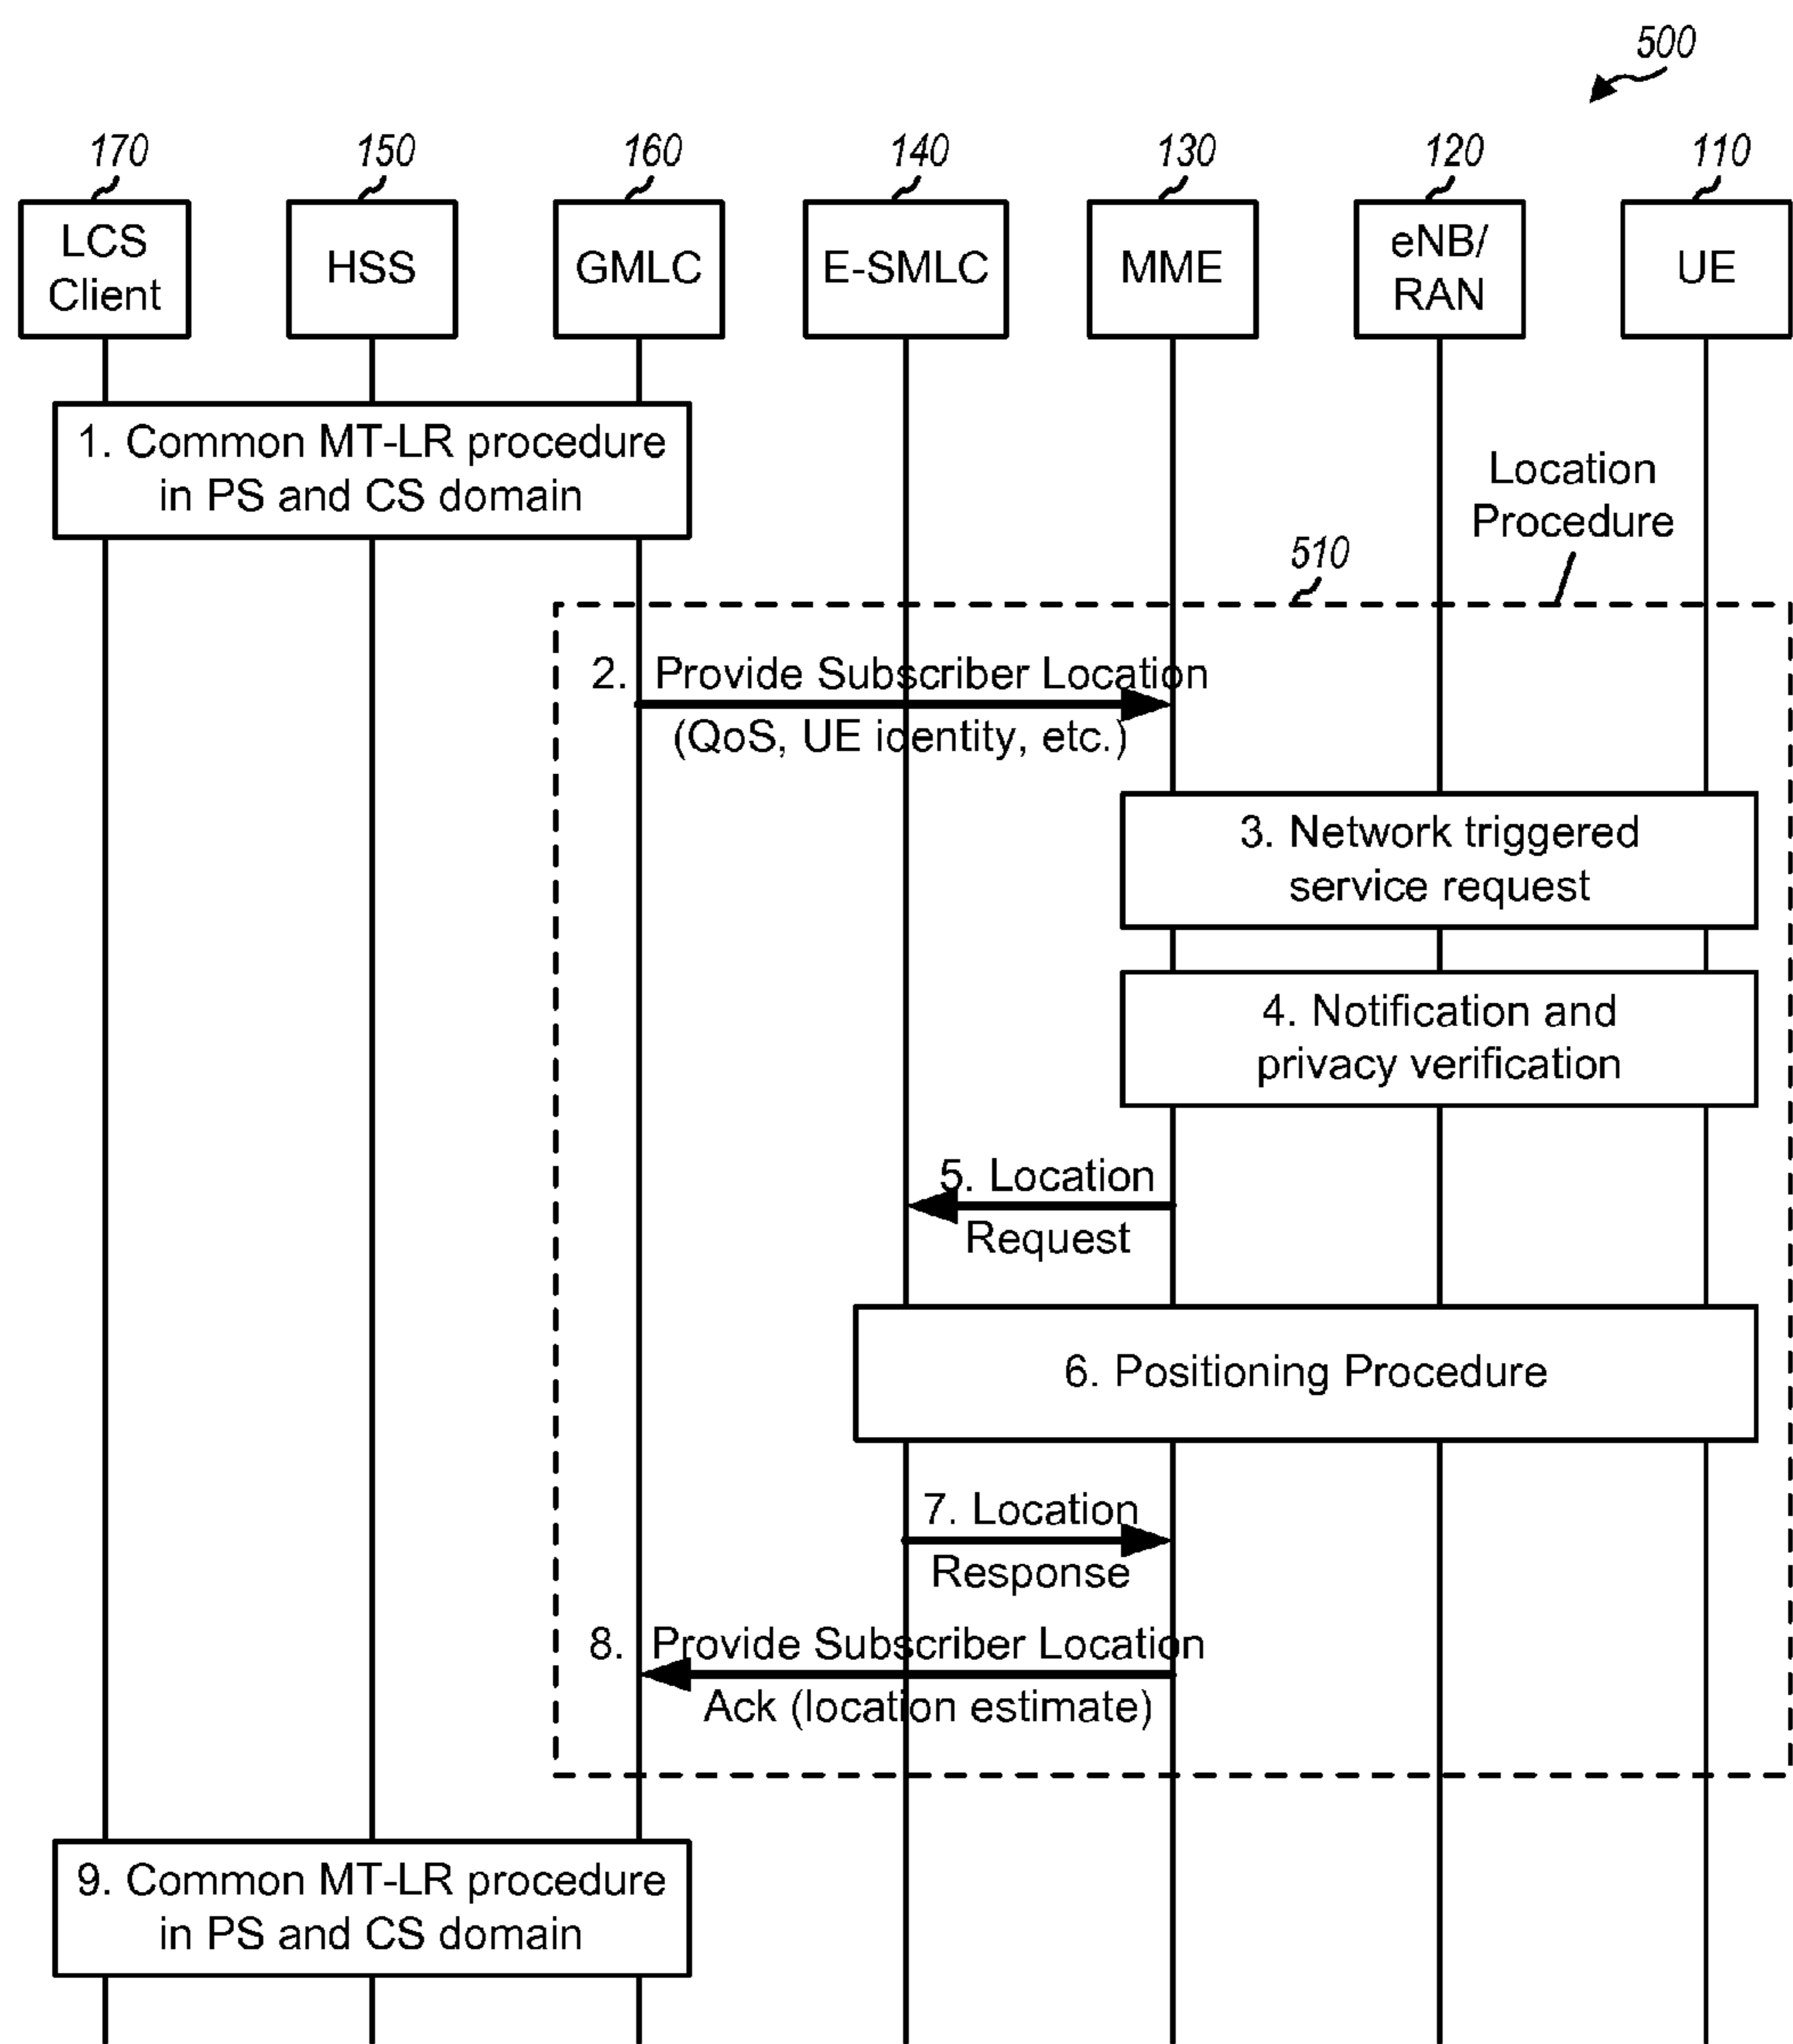 500
170
150
160
140
130
120
110
LCS
Client
HSS
GMLC
E-SMLC
MME
eNB/
RAN
UE
1. Common MT-LR procedure
in PS and CS domain
Location
Procedure
510
2. Provide Subscriber Location
(QoS, UE identity, etc.)
3. Network triggered
service request
4. Notification and
privacy verification
5. Location
Request
6. Positioning Procedure
7. Location
Response
8. Provide Subscriber Location
Ack (location estimate)
9. Common MT-LR procedure
in PS and CS domain